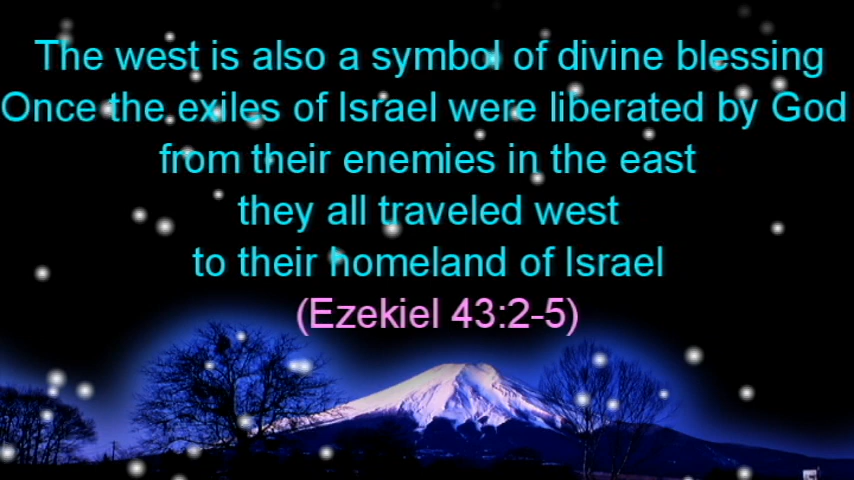 The west is also a symbol of divine blessing
Once the exiles of Israel were liberated by God
from their enemies in the east
they all traveled west
to their homeland of Israel
(Ezekiel 43:2-5)